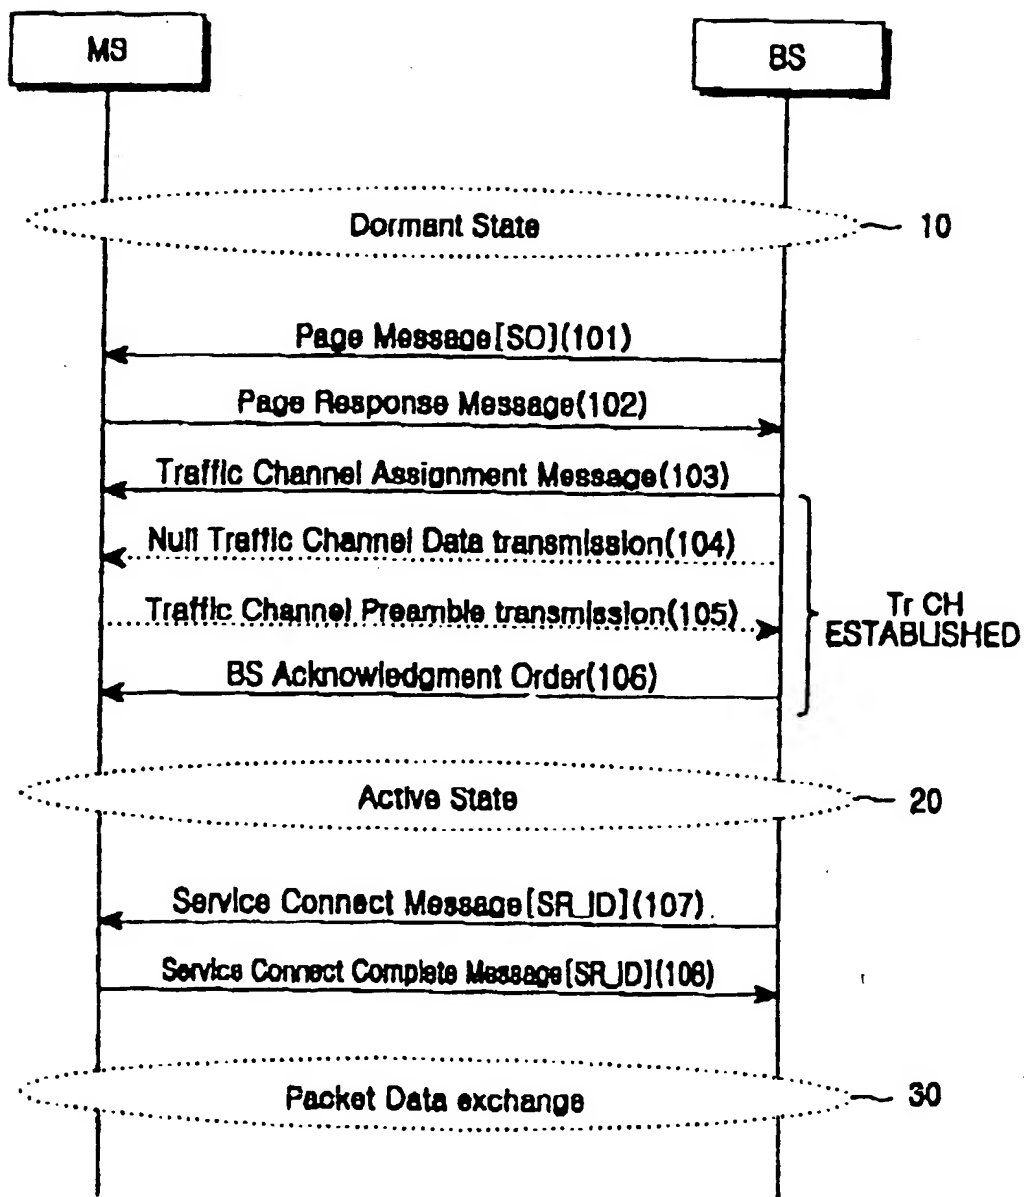 MS
BS
Dormant State
10
Page Message[SO](101)
Page Response Message(102)
Traffic Channel Assignment Message(103)
Null Traffic Channel Data transmission(104)
Traffic Channel Preamble transmission(105)
Tr CH
ESTABLISHED
BS Acknowledgment Order(106)
Active State
20
Service Connect Message[SR_ID](107)
Service Connect Complete Message[SR_ID](108)
Packet Data exchange
30